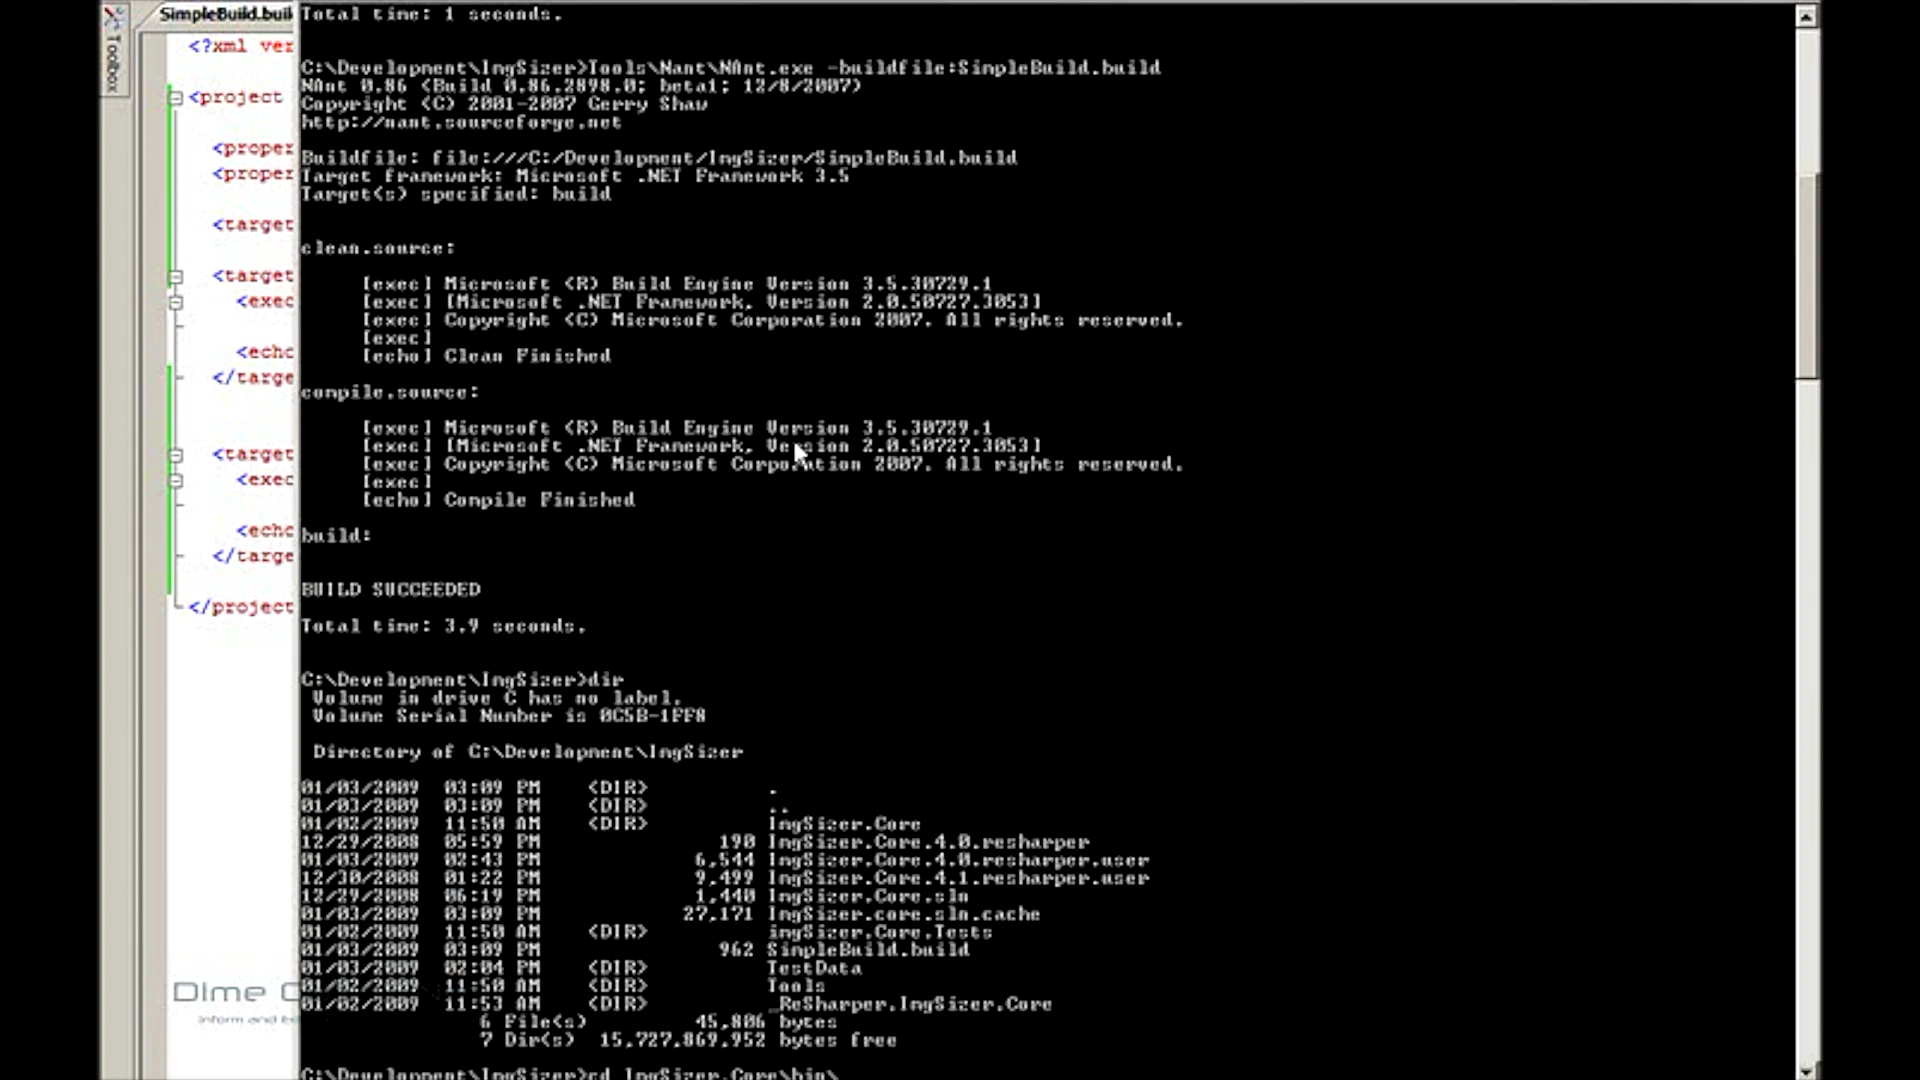 Toolbox
SimpleBuild.buil
<?xml ver
<project
<proper
<proper
<target
<target
<exec
<echo
</targe
<target
<exec
<echo
</targe
</project
Dime C
Inform and Ed
Total time: 1 seconds.
C:\Development\ImgSizer>Tools\Nant\NAnt.exe -buildfile:SimpleBuild.build
NAnt 0.86 (Build 0.86.2898.0; beta1; 12/8/2007)
Copyright (C) 2001-2007 Gerry Shaw
http://nant.sourceforge.net
Buildfile: file:///C:/Development/ImgSizer/SimpleBuild.build
Target framework: Microsoft .NET Framework 3.5
Target(s) specified: build
clean.source:
[exec] Microsoft (R) Build Engine Version 3.5.30729.1
[exec] [Microsoft .NET Framework, Version 2.0.50727.3053]
[exec] Copyright (C) Microsoft Corporation 2007. All rights reserved.
[exec]
[echo] Clean Finished
compile.source:
[exec] Microsoft (R) Build Engine Version 3.5.30729.1
[exec] [Microsoft .NET Framework, Version 2.0.50727.3053]
[exec] Copyright (C) Microsoft Corporation 2007. All rights reserved.
[exec]
[echo] Compile Finished
build:
BUILD SUCCEEDED
Total time: 3.9 seconds.
C:\Development\ImgSizer>dir
Volume in drive C has no label.
Volume Serial Number is 0C5B-1FF8
Directory of C:\Development\ImgSizer
01/03/2009 03:09 PM <DIR> .
01/03/2009 03:09 PM <DIR> ..
01/02/2009 11:50 AM <DIR> ImgSizer.Core
12/29/2008 05:59 PM 190 ImgSizer.Core.4.0.resharper
01/03/2009 02:43 PM 6,544 ImgSizer.Core.4.0.resharper.user
12/30/2008 01:22 PM 9,499 ImgSizer.Core.4.1.resharper.user
12/29/2008 06:19 PM 1,440 ImgSizer.Core.sln
01/03/2009 03:09 PM 27,171 ImgSizer.core.sln.cache
01/02/2009 11:50 AM <DIR> imgSizer.Core.Tests
01/03/2009 03:09 PM 962 SimpleBuild.build
01/03/2009 02:04 PM <DIR> TestData
01/02/2009 11:50 AM <DIR> Tools
01/02/2009 11:53 AM <DIR> _ReSharper.ImgSizer.Core
6 File(s) 45,806 bytes
7 Dir(s) 15,727,869,952 bytes free
C:\Development\ImgSizer>cd ImgSizer.Core\bin\